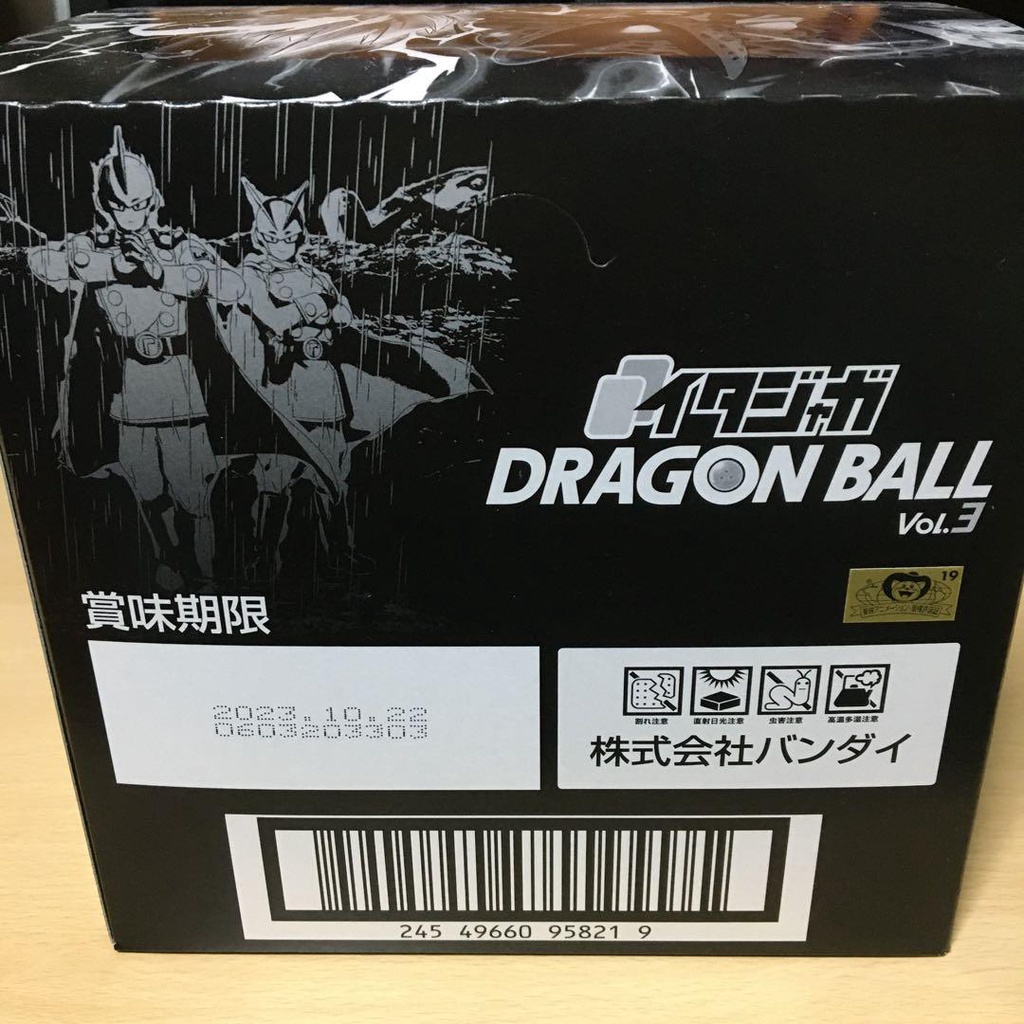 イタジャガ
DRAGON BALL
Vol.3
19
賞味期限
2023.10.22
0603203303
割れ注意
直射日光注意
虫害注意
高温多湿注意
株式会社バンダイ
245 49660 95821 9